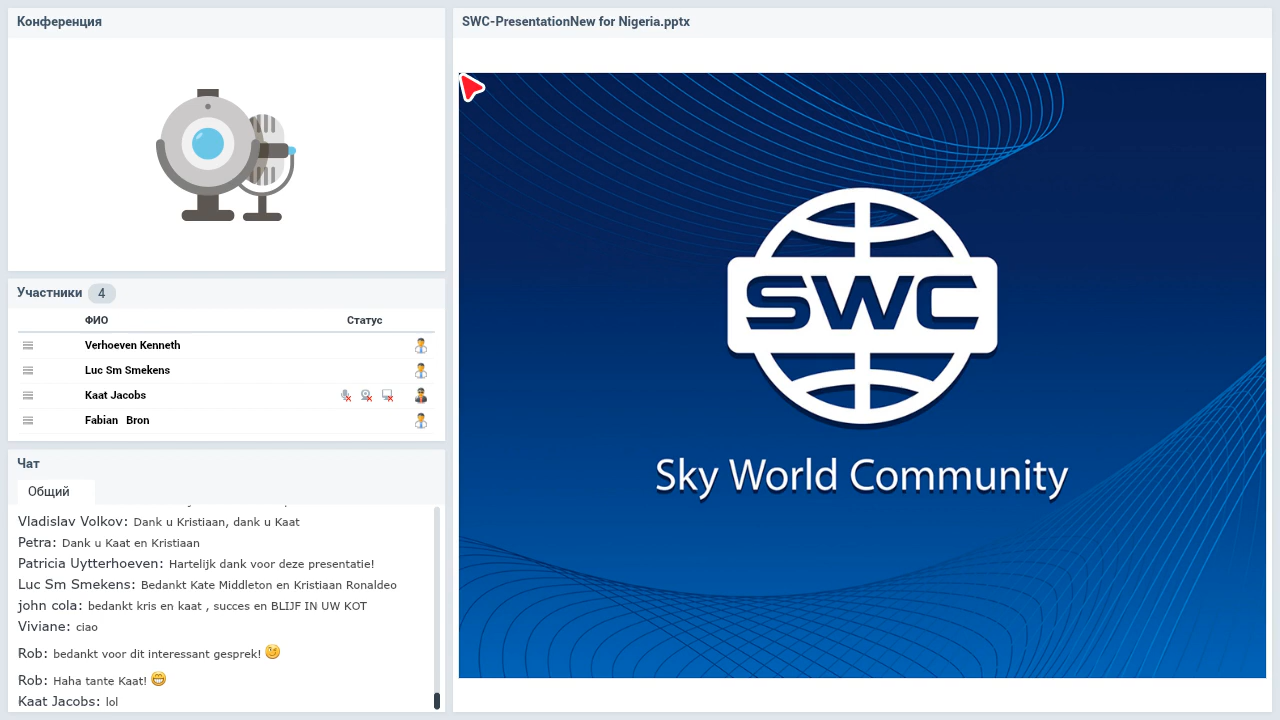 Конференция
Участники 4
ФИО Статус
Verhoeven Kenneth
Luc Sm Smekens
Kaat Jacobs
Fabian Bron
Чат
Общий
Vladislav Volkov: Dank u Kristiaan, dank u Kaat
Petra: Dank u Kaat en Kristiaan
Patricia Uytterhoeven: Hartelijk dank voor deze presentatie!
Luc Sm Smekens: Bedankt Kate Middleton en Kristiaan Ronaldeo
john cola: bedankt kris en kaat , succes en BLIJF IN UW KOT
Viviane: ciao
Rob: bedankt voor dit interessant gesprek!
Rob: Haha tante Kaat!
Kaat Jacobs: lol
SWC-PresentationNew for Nigeria.pptx
SWC
Sky World Community